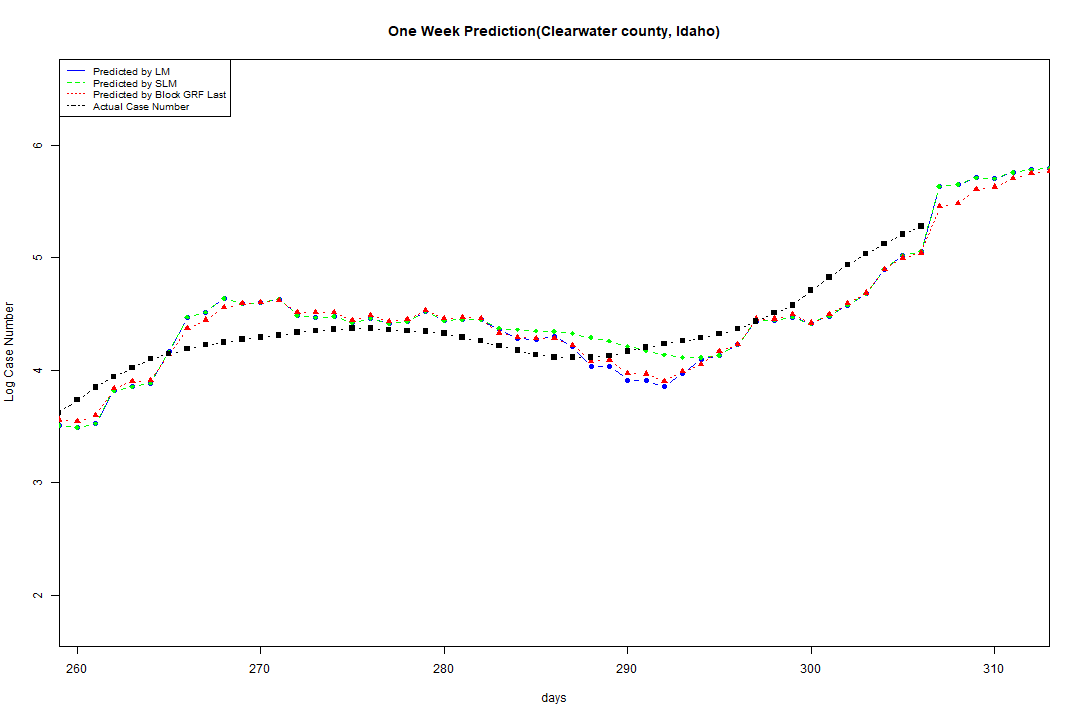 One Week Prediction(Clearwater county, Idaho)
Predicted by LM
Predicted by SLM
Predicted by Block GRF Last
Actual Case Number
6
5
4
3
2
Log Case Number
260 270 280 290 300 310
days